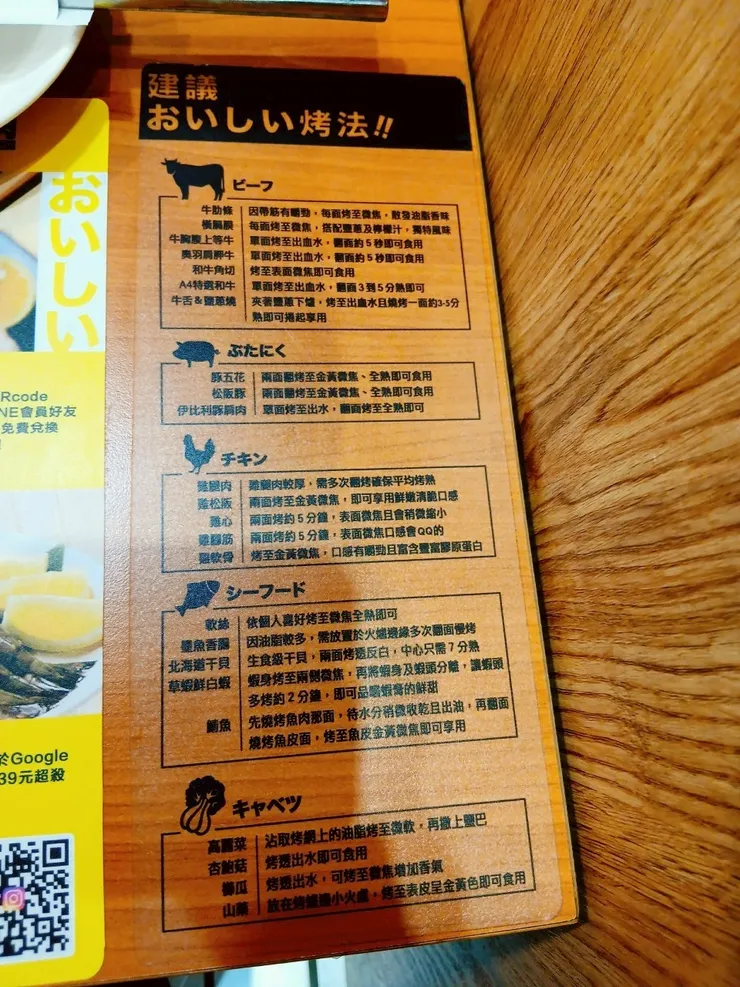 建議
おいしい烤法!!
ビーフ
牛肋條 因帶筋有嚼勁，每面烤至微焦，散發油脂香味
橫膈膜 每面烤至微焦，搭配鹽蔥及檸檬汁，獨特風味
牛胸腹上等牛 單面烤至出血水，翻面約5秒即可食用
奧羽肩胛牛 單面烤至出血水，翻面約5秒即可食用
和牛角切 烤至表面微焦即可食用
A4特選和牛 單面烤至出血水，翻面3到5分熟即可
牛舌&鹽蔥燒 夾著鹽蔥下爐，烤至出血水且燒烤一面約3-5分
熟即可捲起享用
ぶたにく
豚五花 兩面翻烤至金黃微焦、全熟即可食用
松阪豚 兩面翻烤至金黃微焦、全熟即可食用
伊比利豚肩肉 單面烤至出水，翻面烤至全熟即可
チキン
雞腿肉 雞腿肉較厚，需多次翻烤確保平均烤熟
雞松阪 兩面烤至金黃微焦，即可享用鮮嫩清脆口感
雞心 兩面烤約5分鐘，表面微焦且會稍微縮小
雞腳筋 兩面烤約5分鐘，表面微焦口感會QQ的
雞軟骨 烤至金黃微焦，口感有嚼勁且富含豐富膠原蛋白
シーフード
軟絲 依個人喜好烤至微焦全熟即可
鱈魚香 因油脂較多，需放置於火爐邊緣多次翻面慢烤
北海道干貝 生食級干貝，兩面烤翻反白，中心只需7分熟
草蝦鮮白蝦 蝦身烤至兩側微焦，再將蝦身及蝦頭分離，讓蝦頭
多烤約2分鐘，即可品嚐蝦膏的鮮甜
鯖魚 先燒烤魚肉那面，待水分稍微收乾且出油，再翻面
燒烤魚皮面，烤至魚皮金黃微焦即可享用
キャベツ
高麗菜 沾取烤網上的油脂烤至微軟，再撒上鹽巴
杏鮑菇 烤透出水即可食用
櫛瓜 烤透出水，可烤至微焦增加香氣
山藥 放在烤爐邊小火處，烤至表皮呈金黃色即可食用
おいしい
Rcode
NE會員好友
免費兌換
於Google
39元超殺